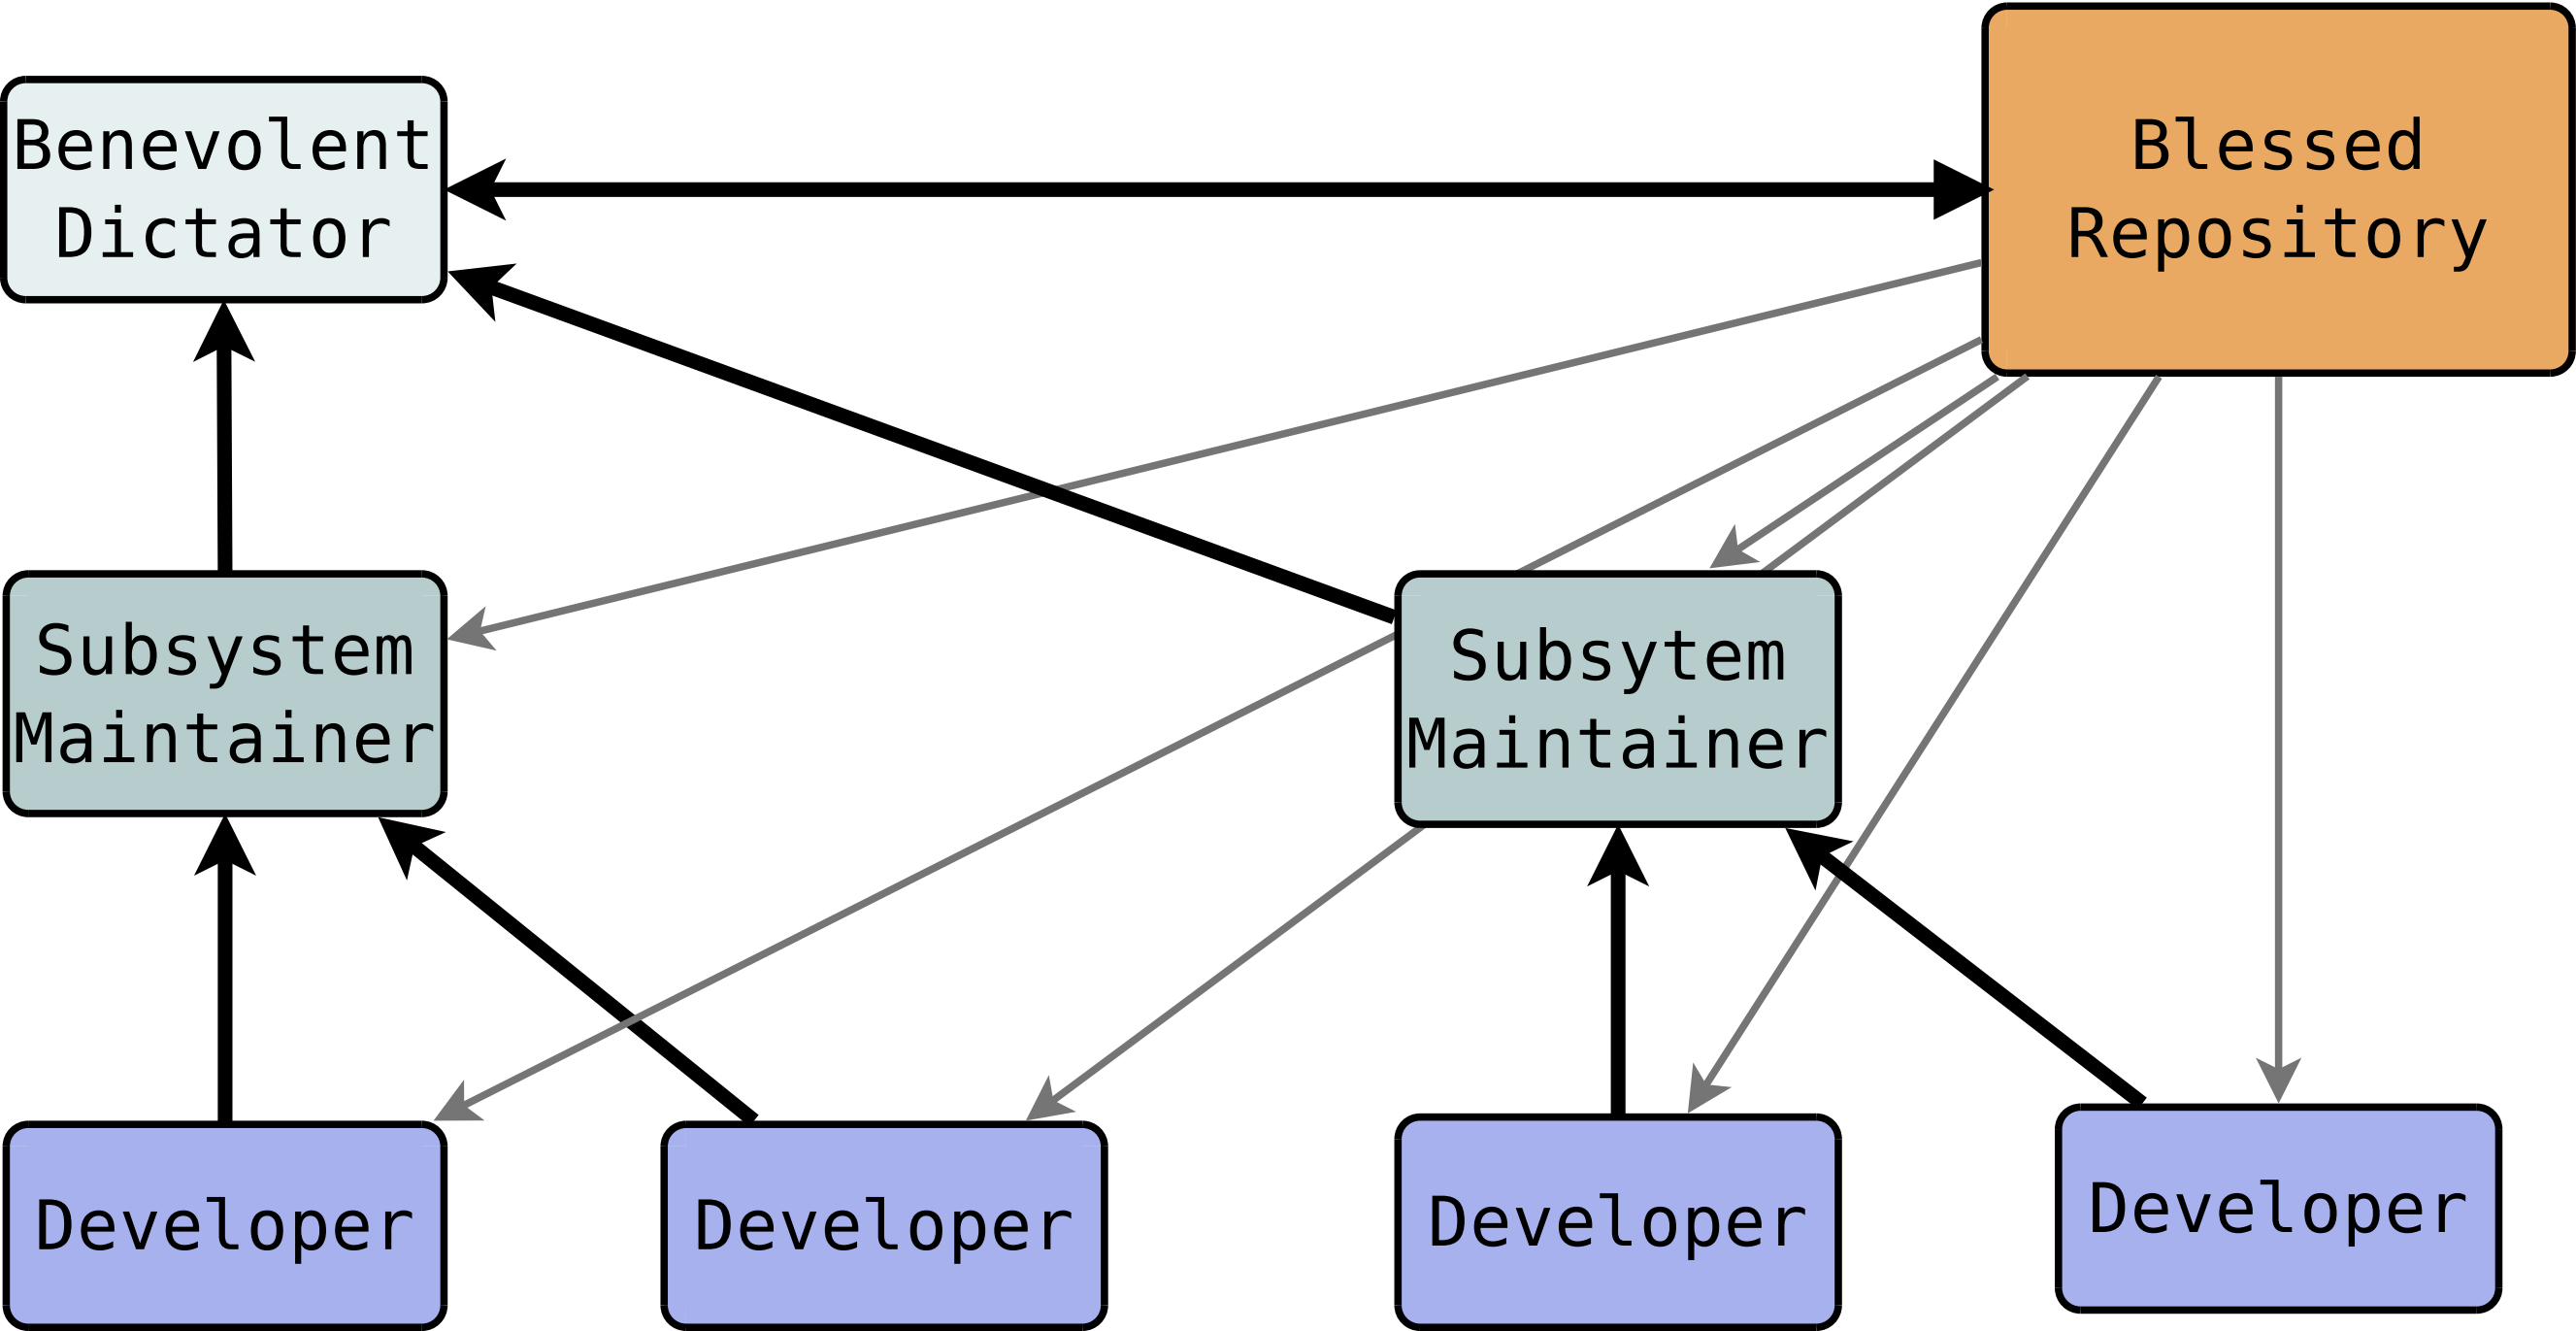 Benevolent
Dictator
Blessed
Repository
Subsystem
Maintainer
Subsytem
Maintainer
Developer
Developer
Developer
Developer